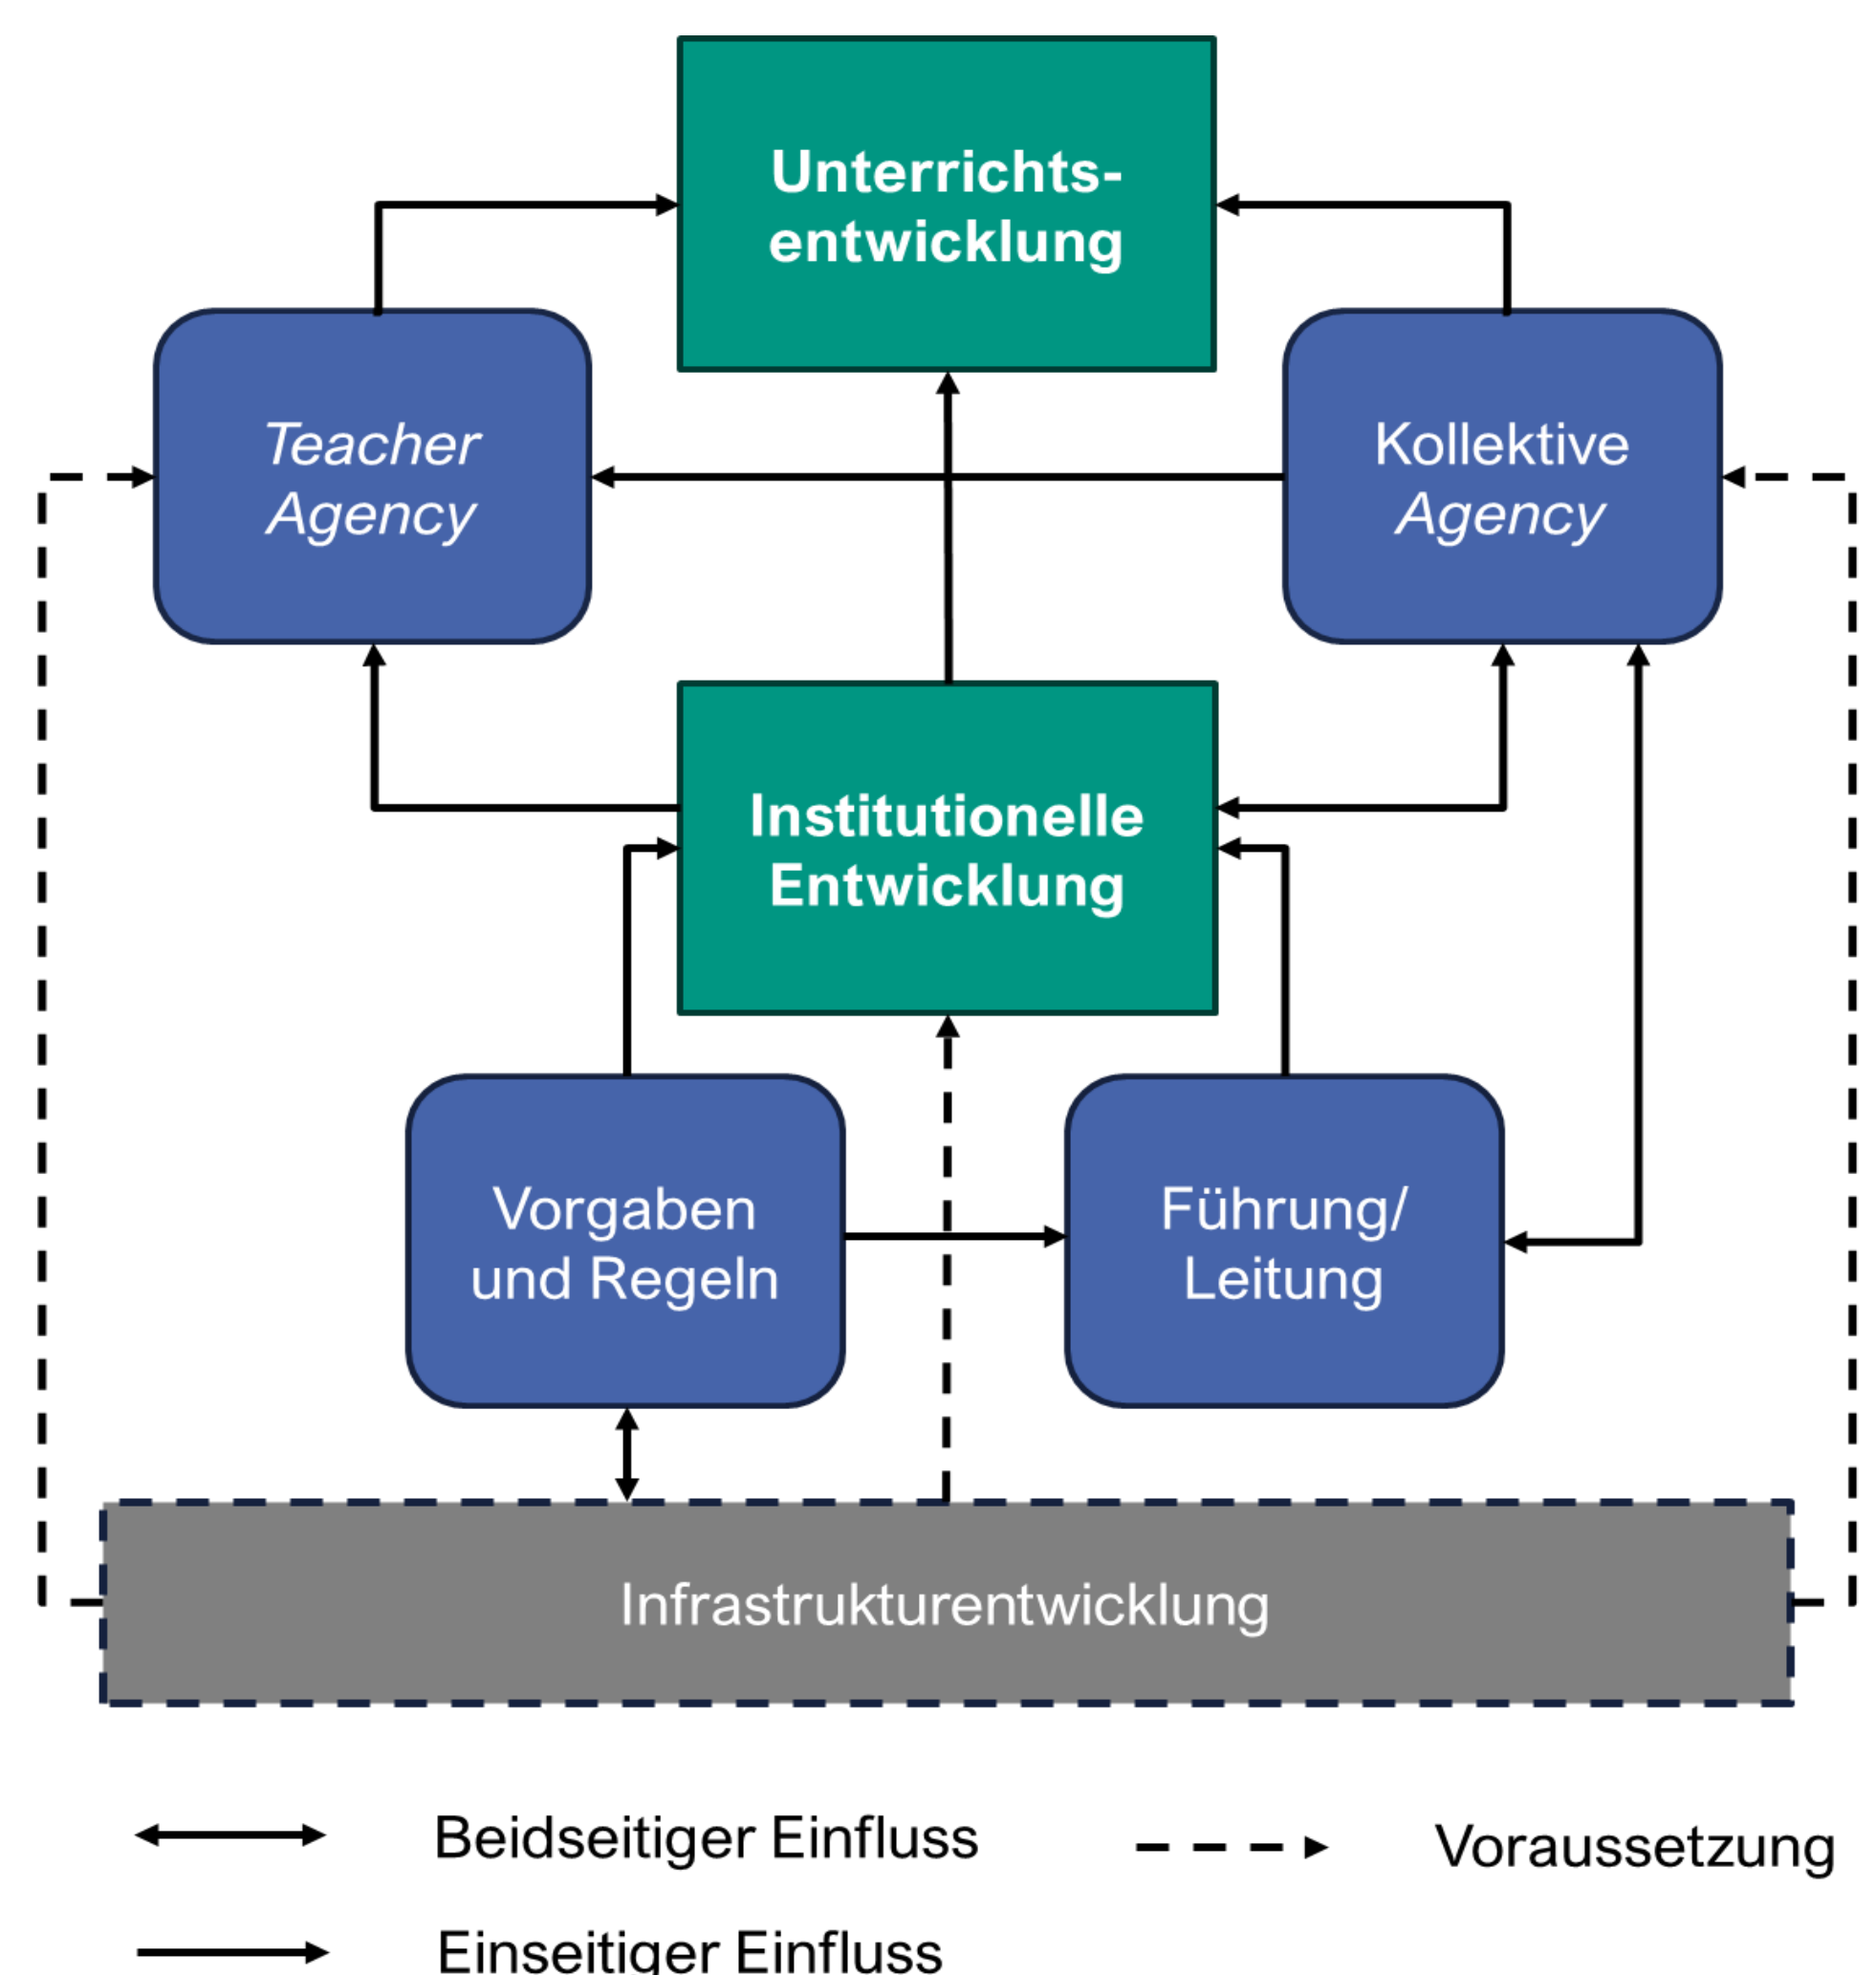 Unterrichts-
entwicklung
Teacher
Agency
Kollektive
Agency
Institutionelle
Entwicklung
Vorgaben
und Regeln
Führung/
Leitung
Infrastrukturentwicklung
Beidseitiger Einfluss
Voraussetzung
Einseitiger Einfluss